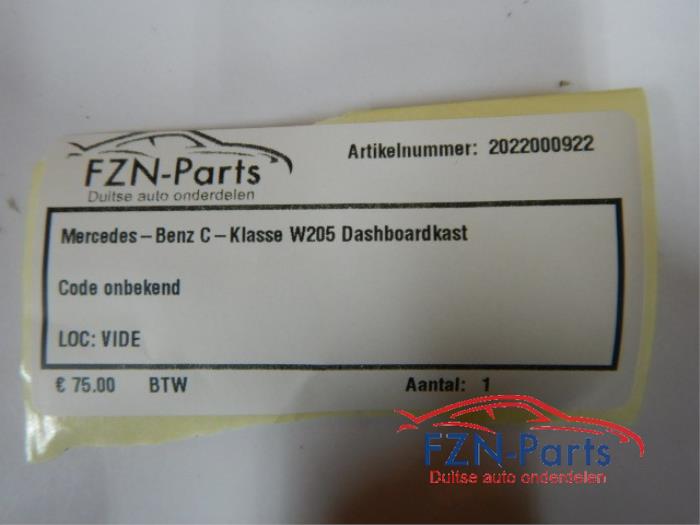 FZN-Parts
Duitse auto onderdelen
Artikelnummer: 2022000922
Mercedes-Benz C-Klasse W205 Dashboardkast
Code onbekend
LOC: VIDE
€ 75.00 BTW Aantal: 1
FZN-Parts
Duitse auto onderdelen